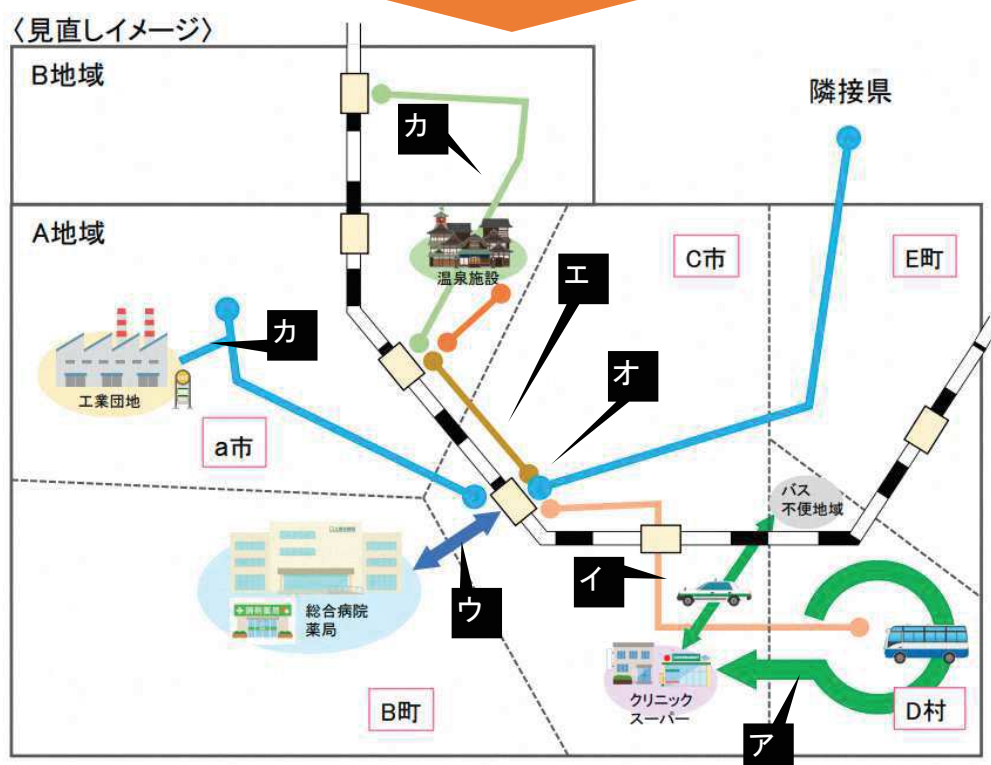 〈見直しイメージ〉
B地域
隣接県
カ
A地域
C市
E町
温泉施設
エ
カ
オ
工業団地
a市
バス
不便地域
イ
総合病院
薬局
ウ
クリニック
スーパー
B町
D村
ア